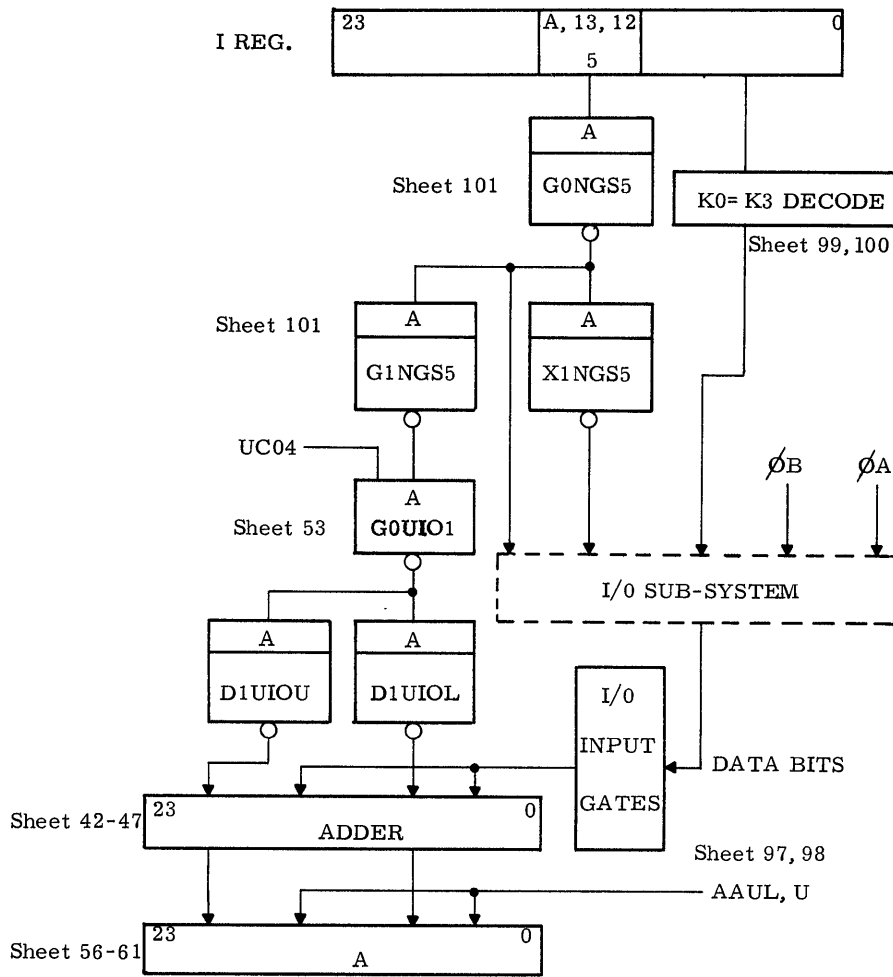 I REG.
23 A, 13, 12 0
5
A
G0NGS5
Sheet 101
K0= K3 DECODE
Sheet 99, 100
Sheet 101
A
G1NGS5
A
X1NGS5
UC04
ØB
ØA
A
G0UIO1
Sheet 53
I/0 SUB-SYSTEM
A
D1UIOU
A
D1UIOL
I/0
INPUT
GATES
DATA BITS
Sheet 42-47
23 0
ADDER
Sheet 97, 98
AAUL, U
Sheet 56-61
23 0
A